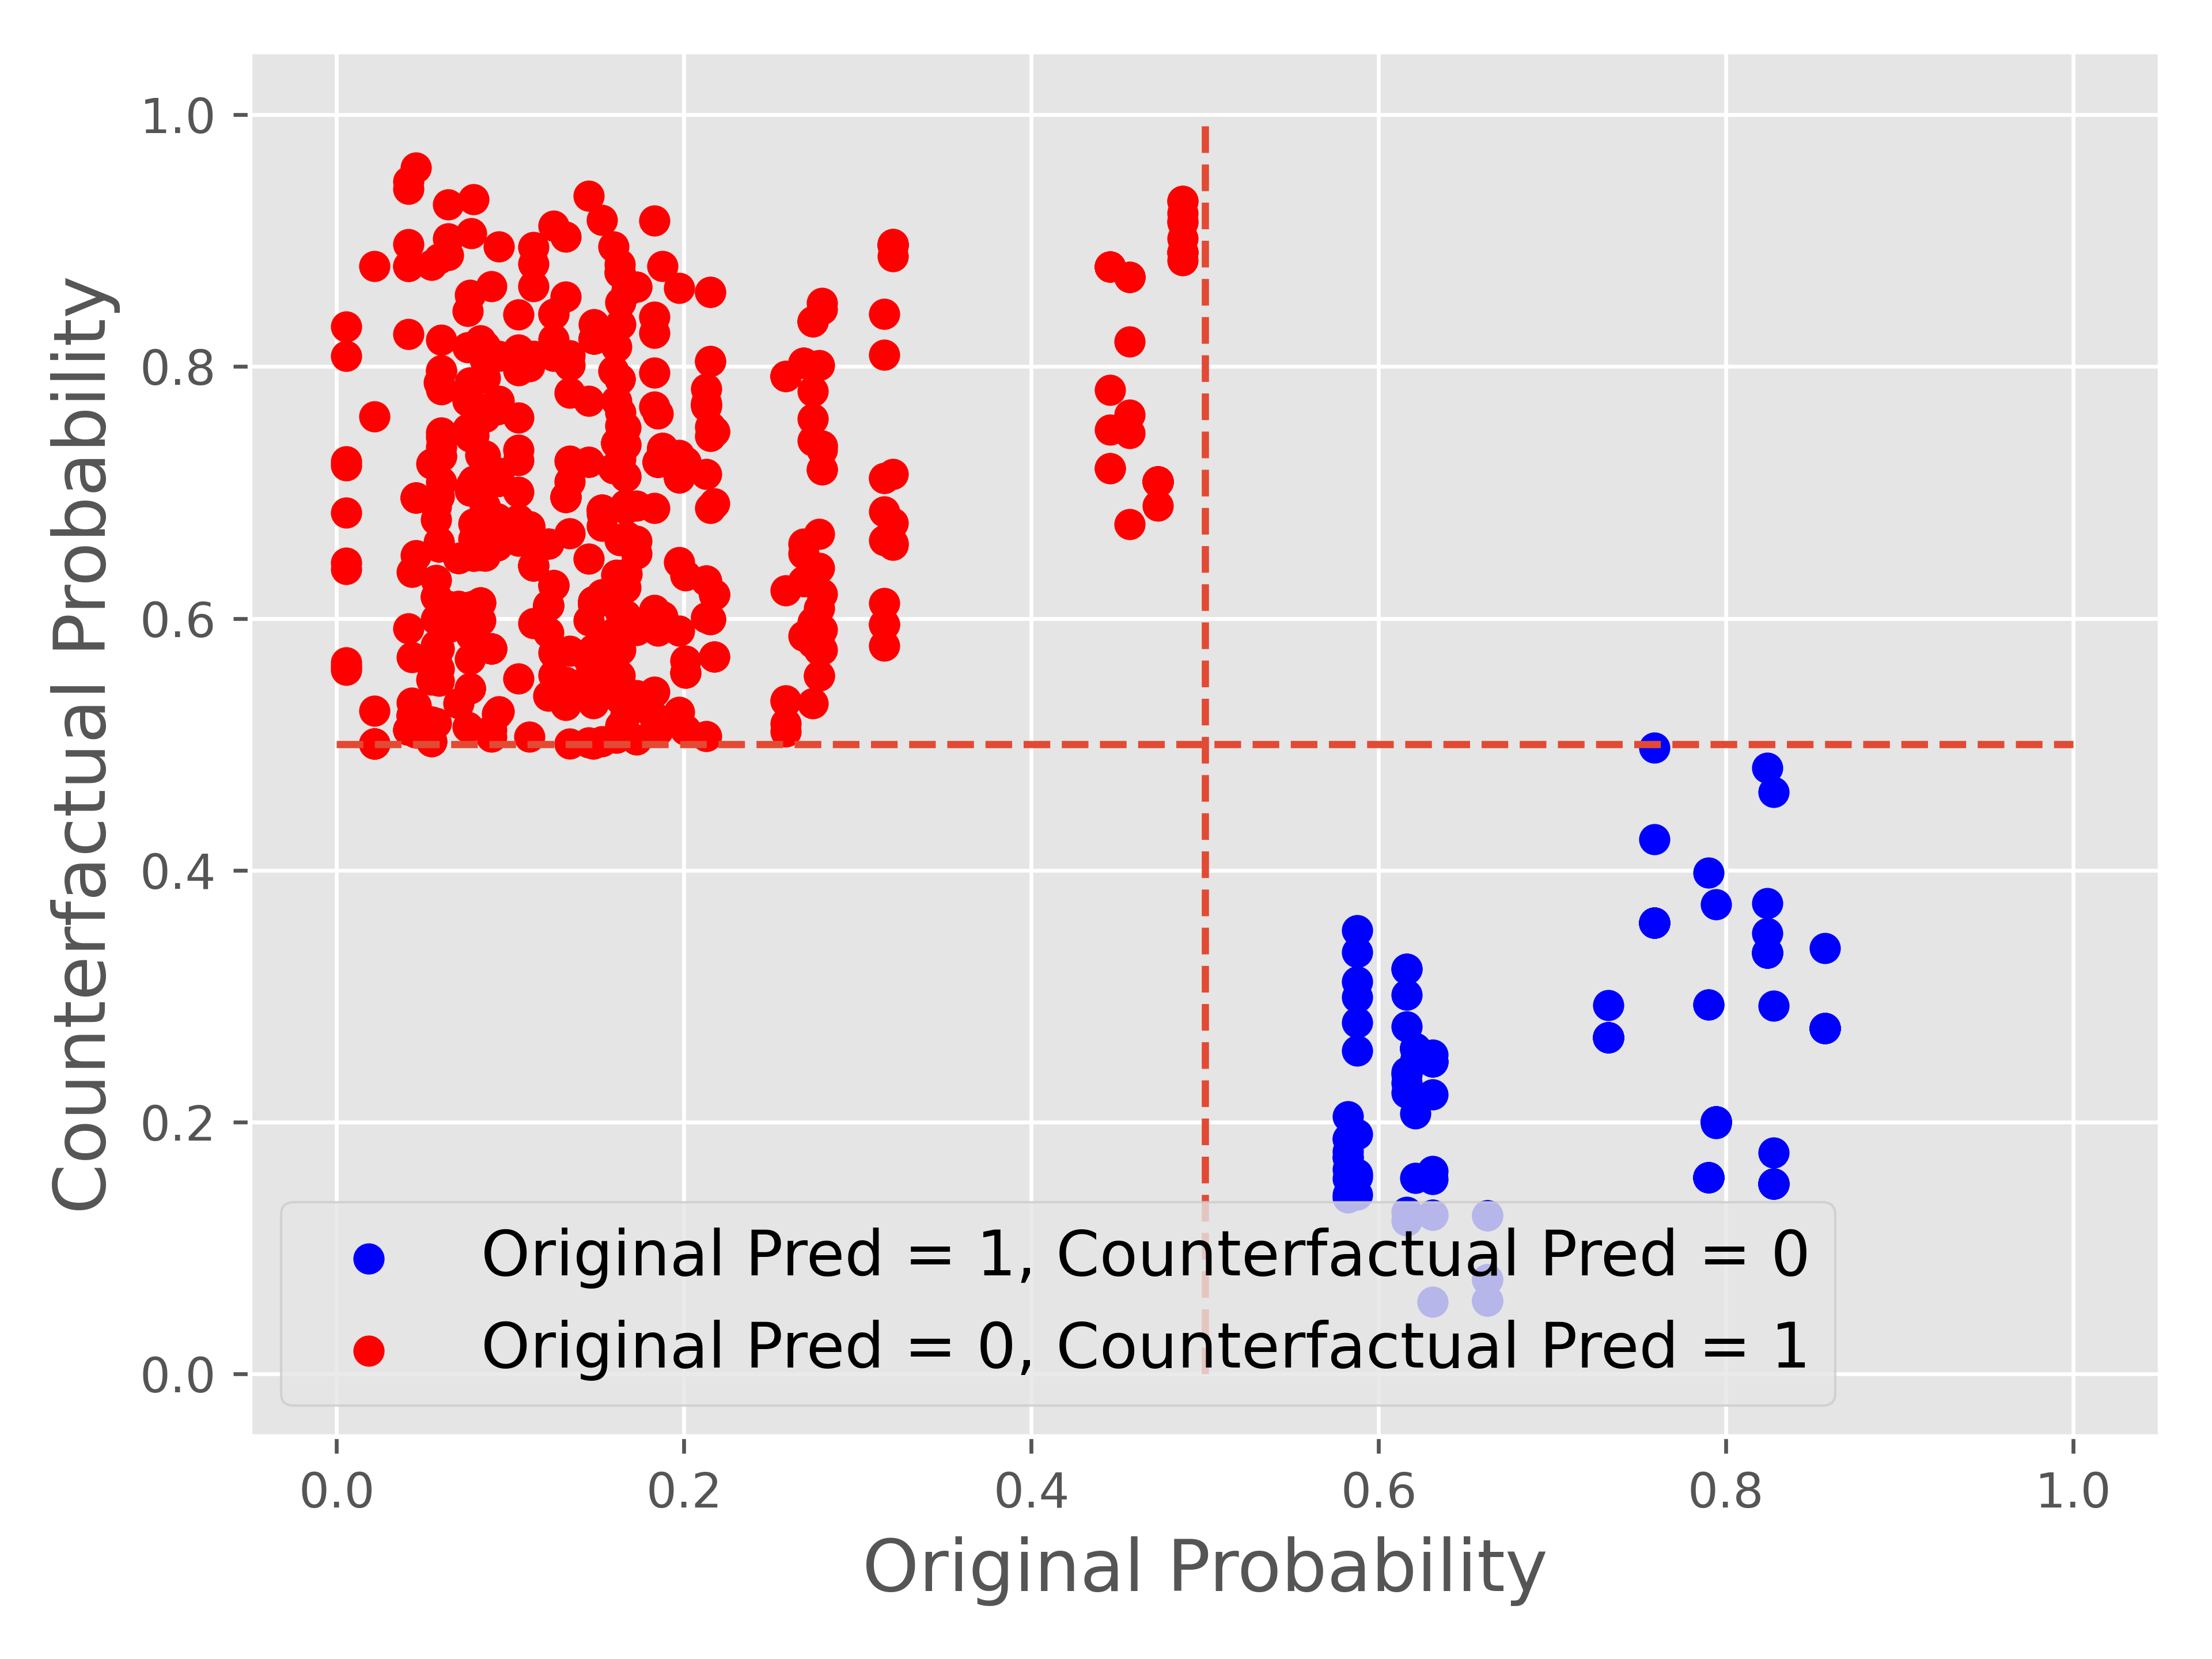 1.0
0.8
0.6
0.4
0.2
0.0
Counterfactual Probability
Original Pred = 1, Counterfactual Pred = 0
Original Pred = 0, Counterfactual Pred = 1
0.0 0.2 0.4 0.6 0.8 1.0
Original Probability